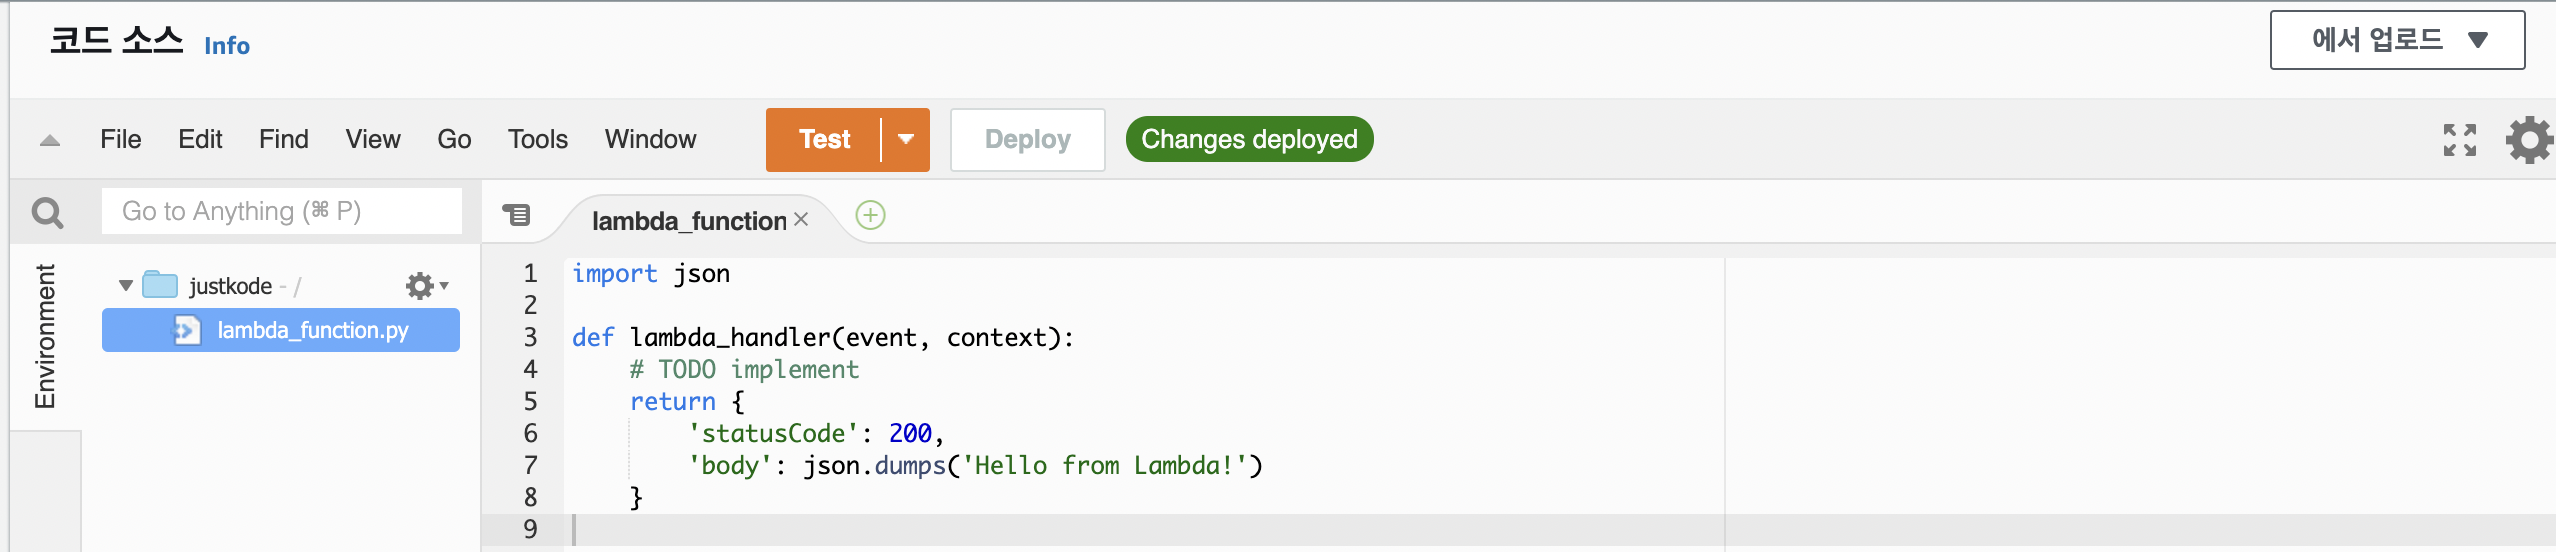 코드 소스 Info
에서 업로드 ▼
File Edit Find View Go Tools Window Test Deploy Changes deployed
Go to Anything (⌘ P)
lambda_function ×
Environment
justkode - /
lambda_function.py
1 import json
2
3 def lambda_handler(event, context):
4     # TODO implement
5     return {
6         'statusCode': 200,
7         'body': json.dumps('Hello from Lambda!')
8     }
9